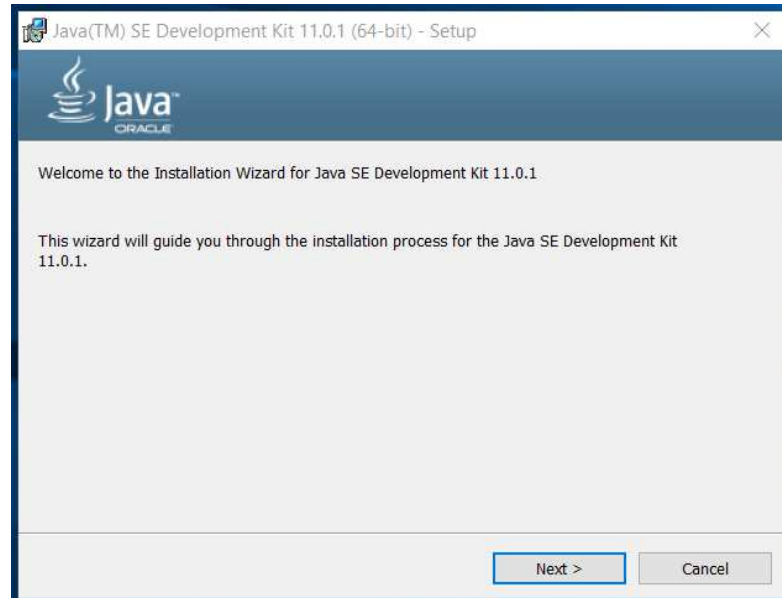 Java(TM) SE Development Kit 11.0.1 (64-bit) - Setup
Java™
ORACLE
Welcome to the Installation Wizard for Java SE Development Kit 11.0.1
This wizard will guide you through the installation process for the Java SE Development Kit
11.0.1.
Next > Cancel